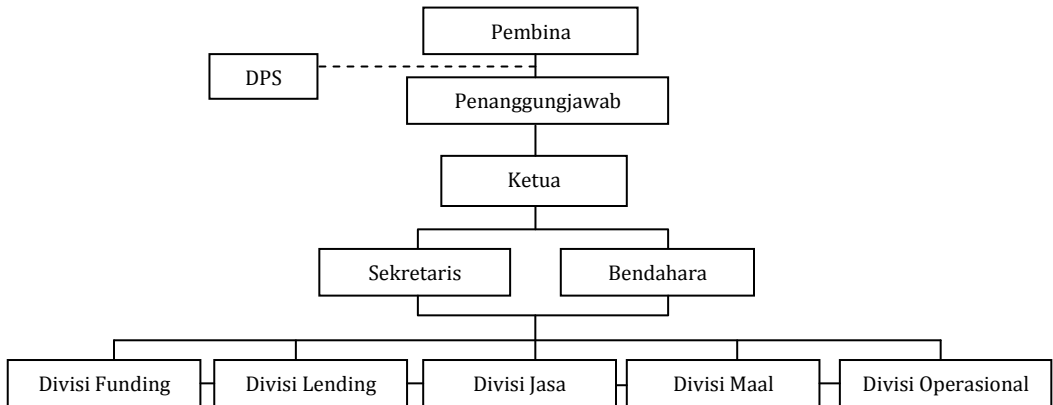 Pembina
DPS
Penanggungjawab
Ketua
Sekretaris
Bendahara
Divisi Funding
Divisi Lending
Divisi Jasa
Divisi Maal
Divisi Operasional